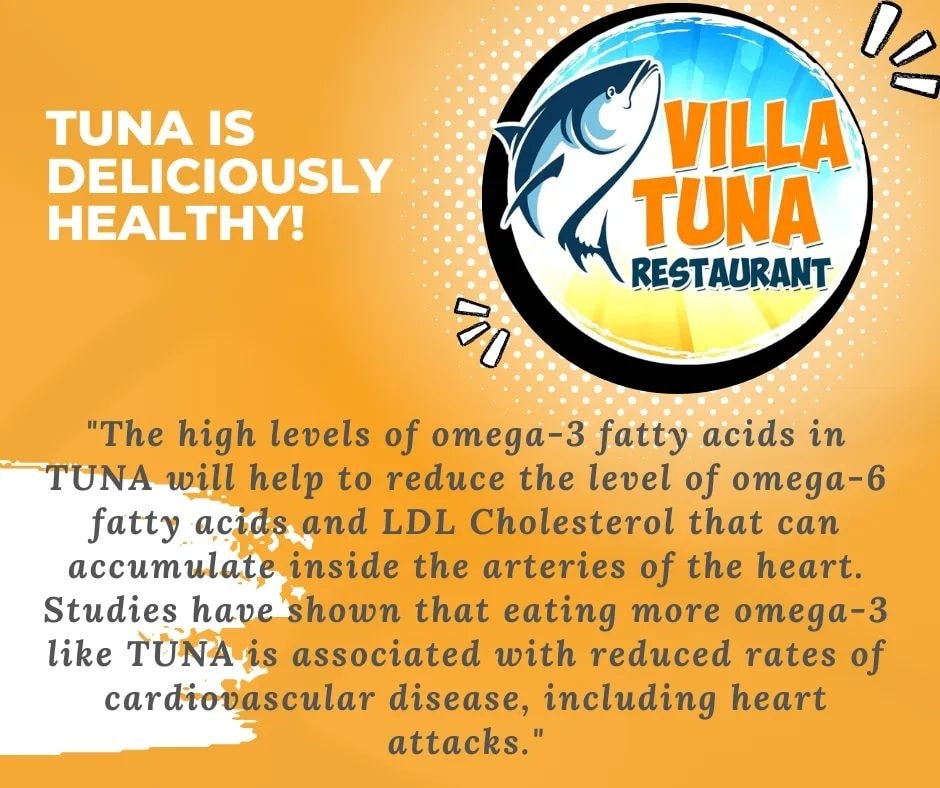 TUNA IS
DELICIOUSLY
HEALTHY!
VILLA
TUNA
RESTAURANT
"The high levels of omega-3 fatty acids in
TUNA will help to reduce the level of omega-6
fatty acids and LDL Cholesterol that can
accumulate inside the arteries of the heart.
Studies have shown that eating more omega-3
like TUNA is associated with reduced rates of
cardiovascular disease, including heart
attacks."